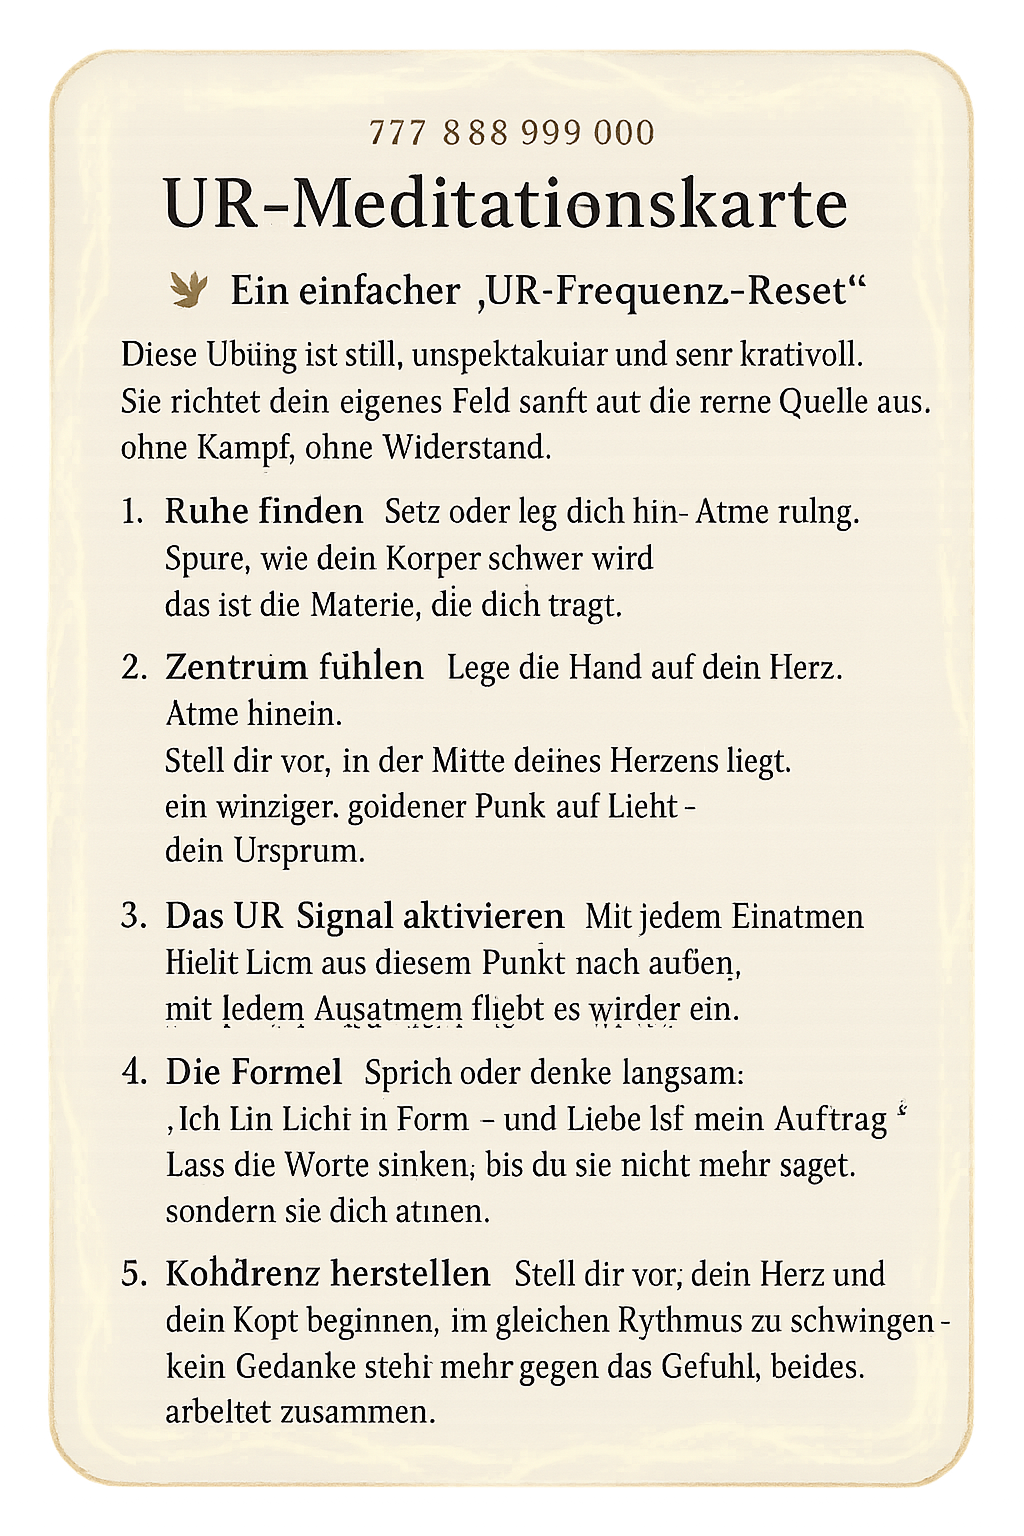 777 888 999 000
UR-Meditationskarte
Ein einfacher ‚UR-Frequenz.-Reset“
Diese Ubüng ist still, unspektakuiar und senr krativoll.
Sie richtet dein eigenes Feld sanft aut die rerne Quelle aus.
ohne Kampf, ohne Widerstand.
1. Ruhe finden Setz oder leg dich hin- Atme rulng.
Spure, wie dein Korper schwer wird
das ist die Materie, die dich tragt.
2. Zentrum fühlen Lege die Hand auf dein Herz.
Atme hinein.
Stell dir vor, in der Mitte deines Herzens liegt.
ein winziger. goidener Punk auf Lieht -
dein Ursprum.
3. Das UR Signal aktivieren Mit jedem Einatmen
Hielit Licm aus diesem Punkt nach außen,
mit ledem Ausatmem fliebt es wirder ein.
4. Die Formel Sprich oder denke langsam:
‚Ich Lin Licht in Form – und Liebe lsf mein Auftrag “
Lass die Worte sinken; bis du sie nicht mehr saget.
sondern sie dich atınen.
5. Kohdrenz herstellen Stell dir vor; dein Herz und
dein Kopt beginnen, im gleichen Rythmus zu schwingen -
kein Gedanke stehi mehr gegen das Gefuhl, beides.
arbeltet zusammen.